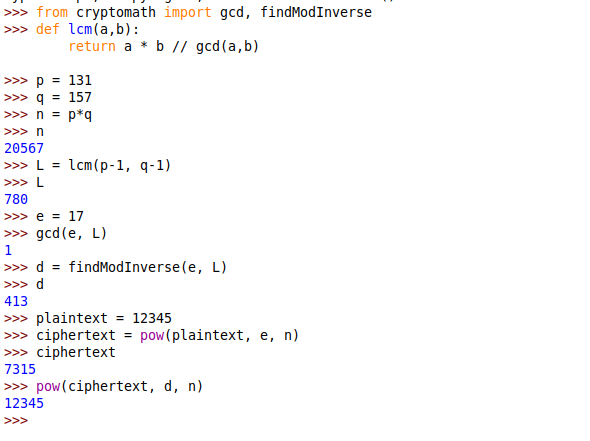 >>> from cryptomath import gcd, findModInverse
>>> def lcm(a,b):
        return a * b // gcd(a,b)
>>> p = 131
>>> q = 157
>>> n = p*q
>>> n
20567
>>> L = lcm(p-1, q-1)
>>> L
780
>>> e = 17
>>> gcd(e, L)
1
>>> d = findModInverse(e, L)
>>> d
413
>>> plaintext = 12345
>>> ciphertext = pow(plaintext, e, n)
>>> ciphertext
7315
>>> pow(ciphertext, d, n)
12345
>>>